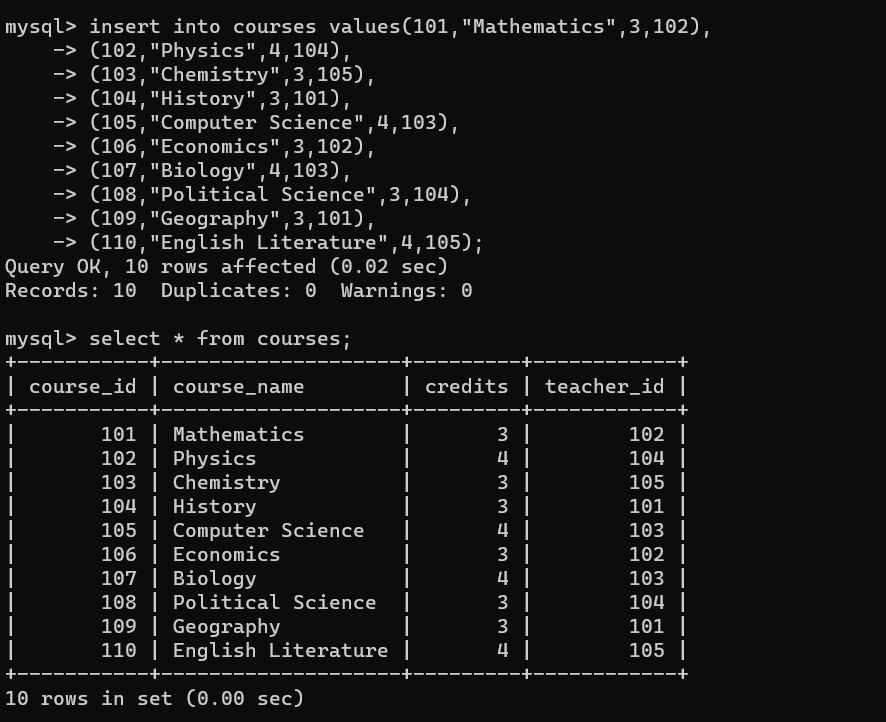 mysql> insert into courses values(101,"Mathematics",3,102),
    -> (102,"Physics",4,104),
    -> (103,"Chemistry",3,105),
    -> (104,"History",3,101),
    -> (105,"Computer Science",4,103),
    -> (106,"Economics",3,102),
    -> (107,"Biology",4,103),
    -> (108,"Political Science",3,104),
    -> (109,"Geography",3,101),
    -> (110,"English Literature",4,105);
Query OK, 10 rows affected (0.02 sec)
Records: 10  Duplicates: 0  Warnings: 0

mysql> select * from courses;
+-----------+--------------------+---------+------------+
| course_id | course_name        | credits | teacher_id |
+-----------+--------------------+---------+------------+
|       101 | Mathematics        |       3 |        102 |
|       102 | Physics            |       4 |        104 |
|       103 | Chemistry          |       3 |        105 |
|       104 | History            |       3 |        101 |
|       105 | Computer Science   |       4 |        103 |
|       106 | Economics          |       3 |        102 |
|       107 | Biology            |       4 |        103 |
|       108 | Political Science  |       3 |        104 |
|       109 | Geography          |       3 |        101 |
|       110 | English Literature |       4 |        105 |
+-----------+--------------------+---------+------------+
10 rows in set (0.00 sec)